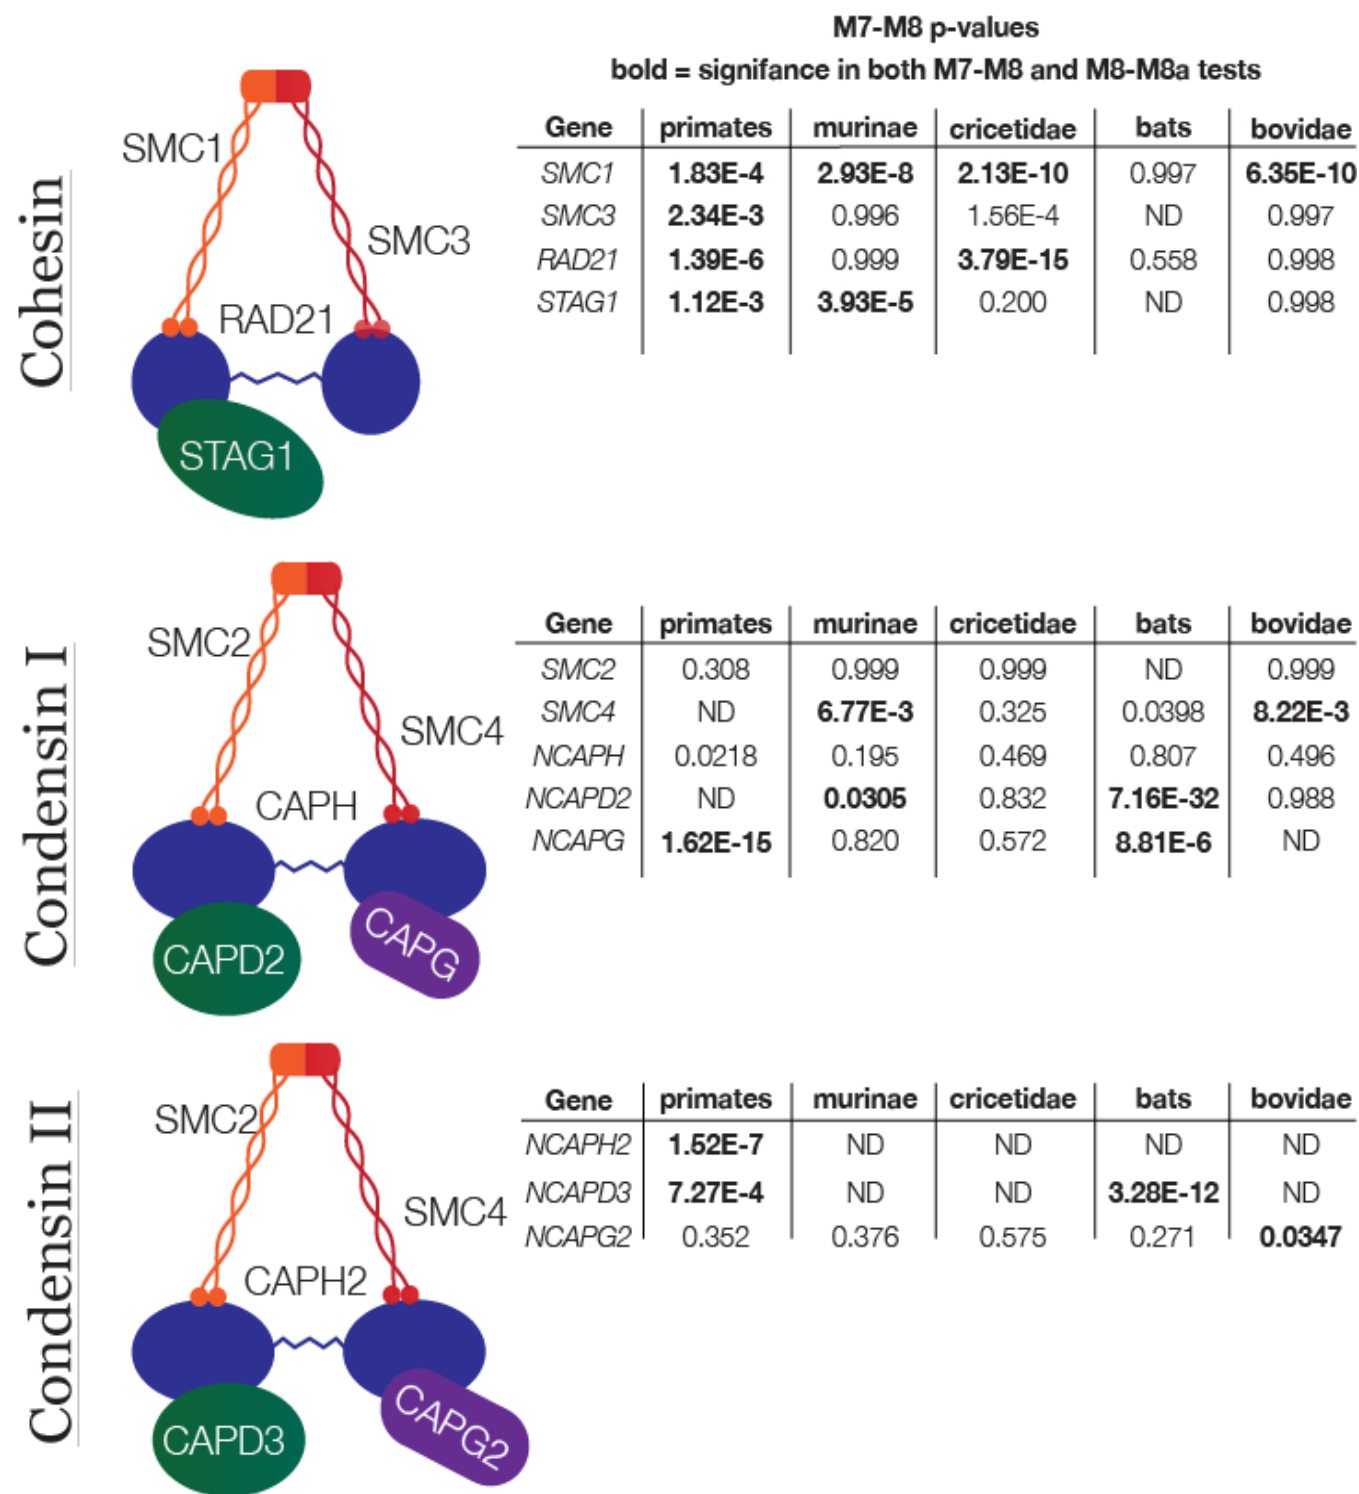 M7-M8 p-values
bold = signifance in both M7-M8 and M8-M8a tests
Cohesin
SMC1
SMC3
RAD21
STAG1
Gene primates murinae cricetidae bats bovidae
SMC1 1.83E-4 2.93E-8 2.13E-10 0.997 6.35E-10
SMC3 2.34E-3 0.996 1.56E-4 ND 0.997
RAD21 1.39E-6 0.999 3.79E-15 0.558 0.998
STAG1 1.12E-3 3.93E-5 0.200 ND 0.998
Condensin I
SMC2
SMC4
CAPH
CAPD2
CAPG
Gene primates murinae cricetidae bats bovidae
SMC2 0.308 0.999 0.999 ND 0.999
SMC4 ND 6.77E-3 0.325 0.0398 8.22E-3
NCAPH 0.0218 0.195 0.469 0.807 0.496
NCAPD2 ND 0.0305 0.832 7.16E-32 0.988
NCAPG 1.62E-15 0.820 0.572 8.81E-6 ND
Condensin II
SMC2
SMC4
CAPH2
CAPD3
CAPG2
Gene primates murinae cricetidae bats bovidae
NCAPH2 1.52E-7 ND ND ND ND
NCAPD3 7.27E-4 ND ND 3.28E-12 ND
NCAPG2 0.352 0.376 0.575 0.271 0.0347